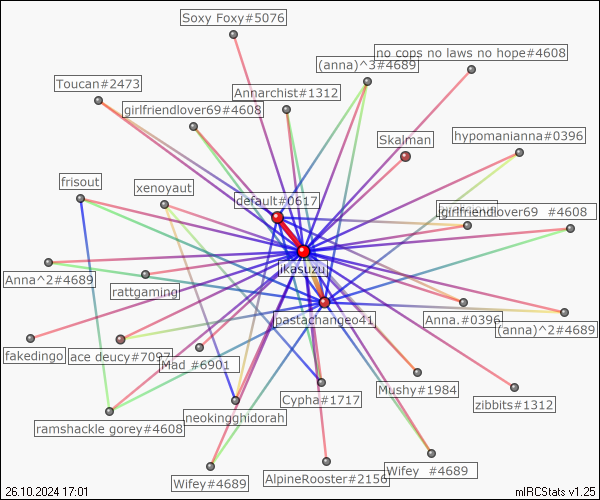 Soxy Foxy#5076
no cops no laws no hope#4608
(anna)^3#4689
Toucan#2473
Annarchist#1312
girlfriendlover69#4608
Skalman
hypomanianna#0396
frisout
xenoyaut
default#0617
girlfriendlover69 #4608
ikasuzu
Anna^2#4689
rattgaming
pastachangeo41
Anna.#0396
(anna)^2#4689
fakedingo
ace deucy#7097
Mad #6901
Mushy#1984
Cypha#1717
zibbits#1312
neokingghidorah
ramshackle gorey#4608
Wifey #4689
Wifey#4689
AlpineRooster#2156
26.10.2024 17:01
mIRCStats v1.25